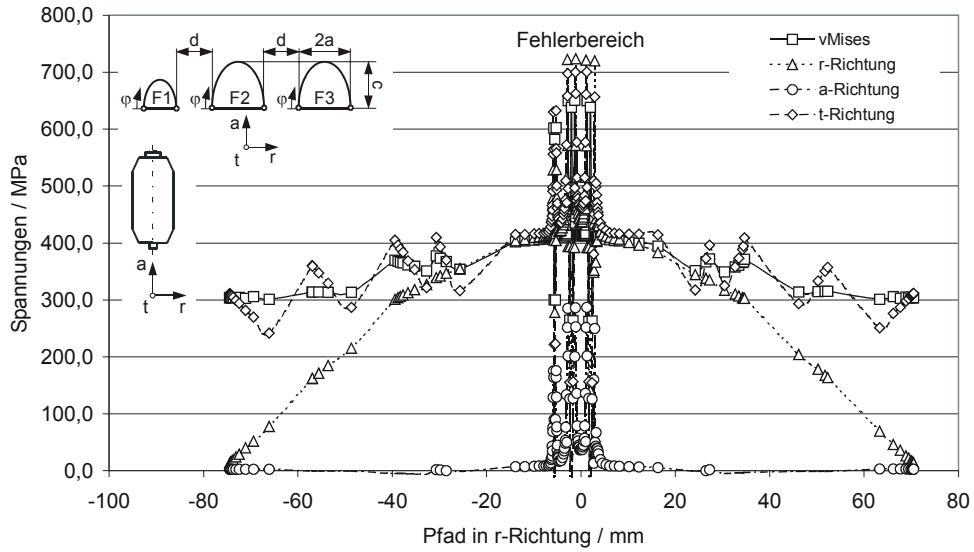 800,0
700,0
600,0
500,0
400,0
300,0
200,0
100,0
0,0
Spannungen / MPa
-100 -80 -60 -40 -20 0 20 40 60 80
Pfad in r-Richtung / mm
Fehlerbereich
vMises
r-Richtung
a-Richtung
t-Richtung
d d 2a
φ F1 φ F2 φ F3 c
a
t r
a
t r